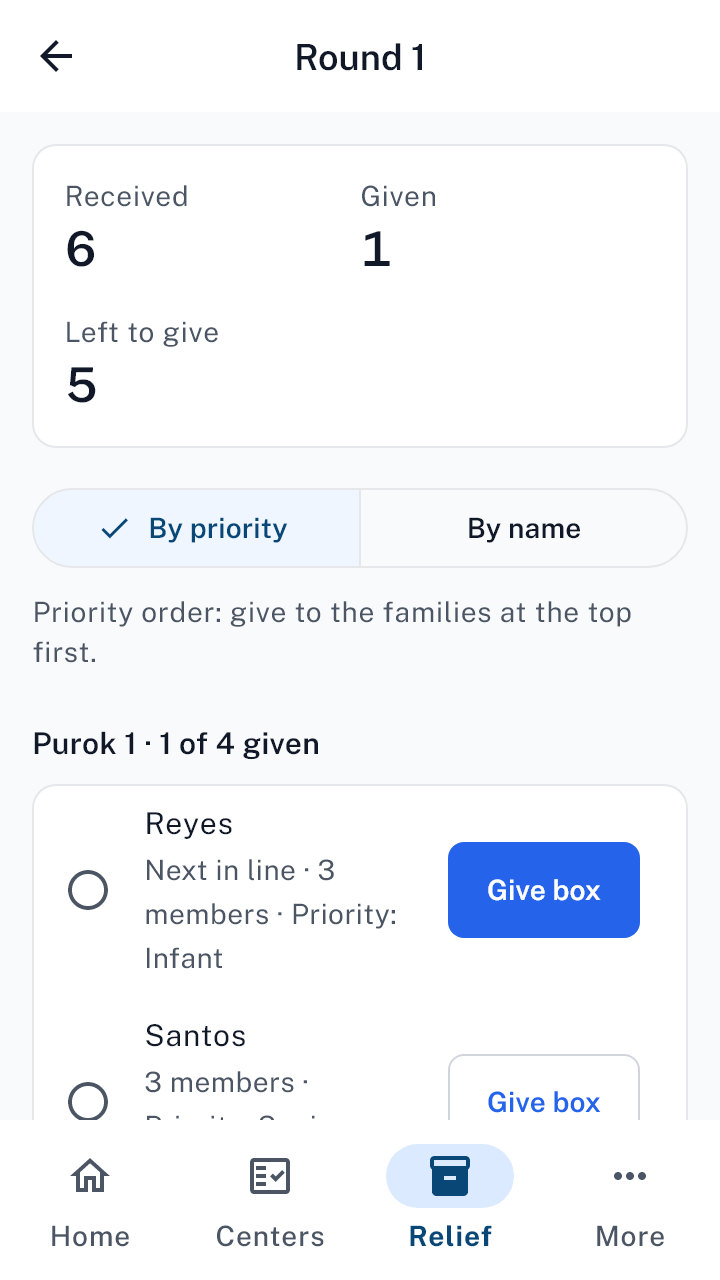 Round 1
Received
6
Given
1
Left to give
5
By priority
By name
Priority order: give to the families at the top
first.
Purok 1 · 1 of 4 given
Reyes
Next in line · 3
members · Priority:
Infant
Give box
Santos
3 members ·
Give box
Home
Centers
Relief
More